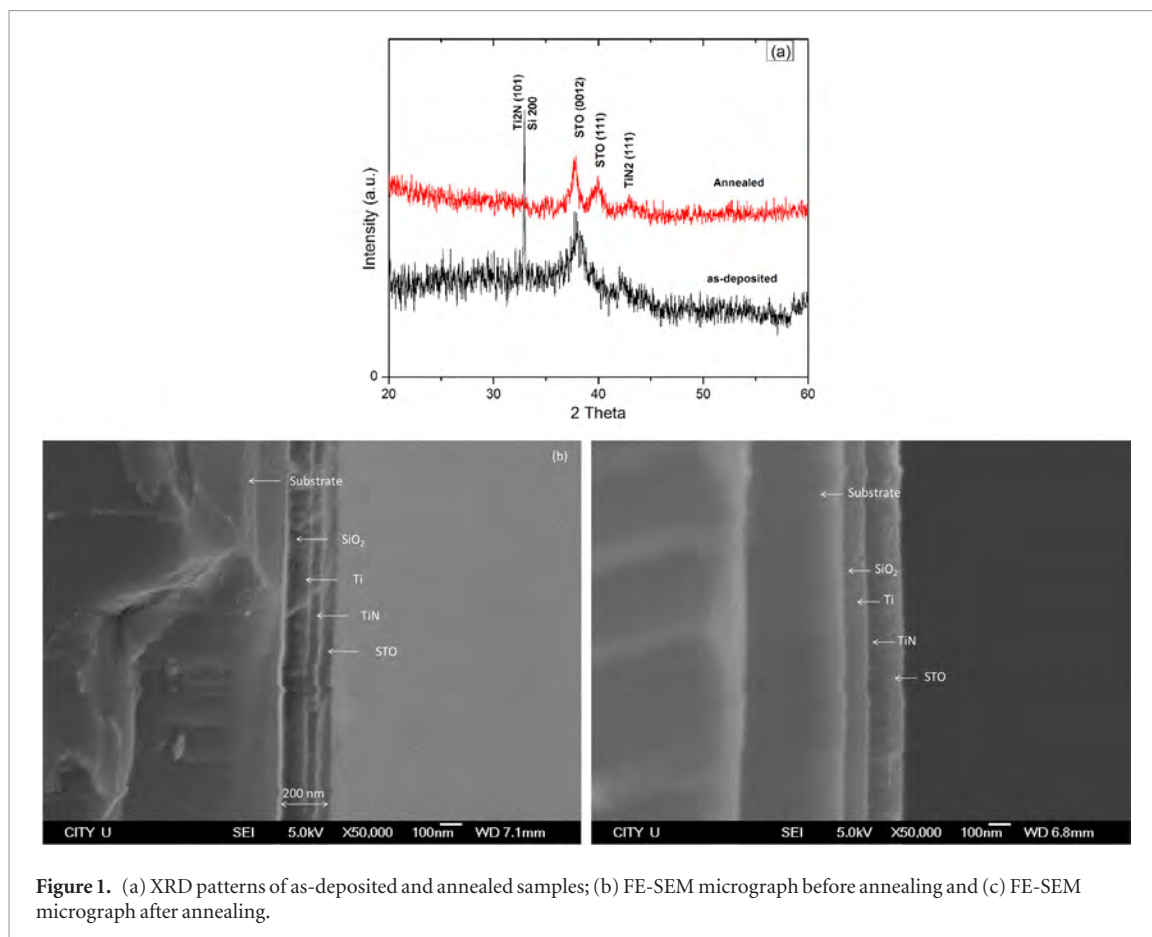 (a)
Ti2N (101)
Si 200
STO (0012)
STO (111)
TiN2 (111)
Annealed
as-deposited
Intensity (a.u.)
0
20 30 40 50 60
2 Theta
(b)
Substrate
SiO₂
Ti
TiN
STO
200 nm
CITY U SEI 5.0kV X50,000 100nm WD 7.1mm
Substrate
SiO₂
Ti
TiN
STO
CITY U SEI 5.0kV X50,000 100nm WD 6.8mm
Figure 1. (a) XRD patterns of as-deposited and annealed samples; (b) FE-SEM micrograph before annealing and (c) FE-SEM
micrograph after annealing.